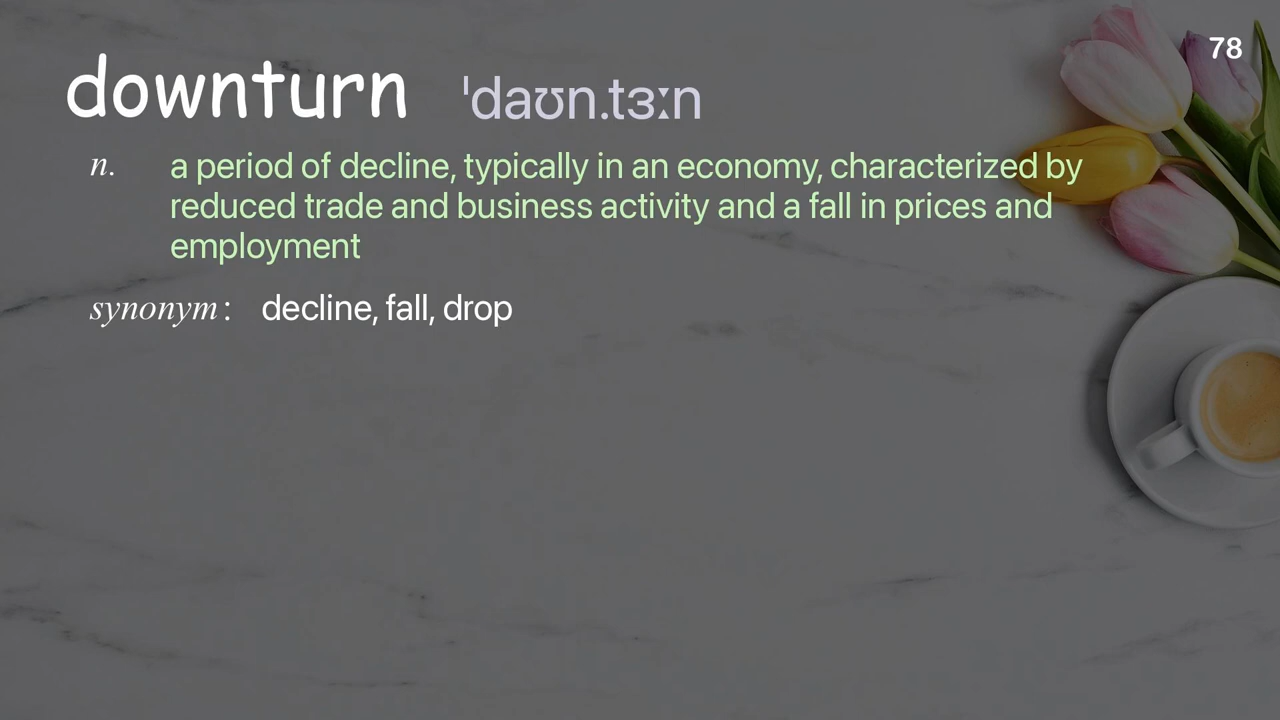 78
downturn ˈdaʊn.tɜːn
n. a period of decline, typically in an economy, characterized by
reduced trade and business activity and a fall in prices and
employment
synonym: decline, fall, drop